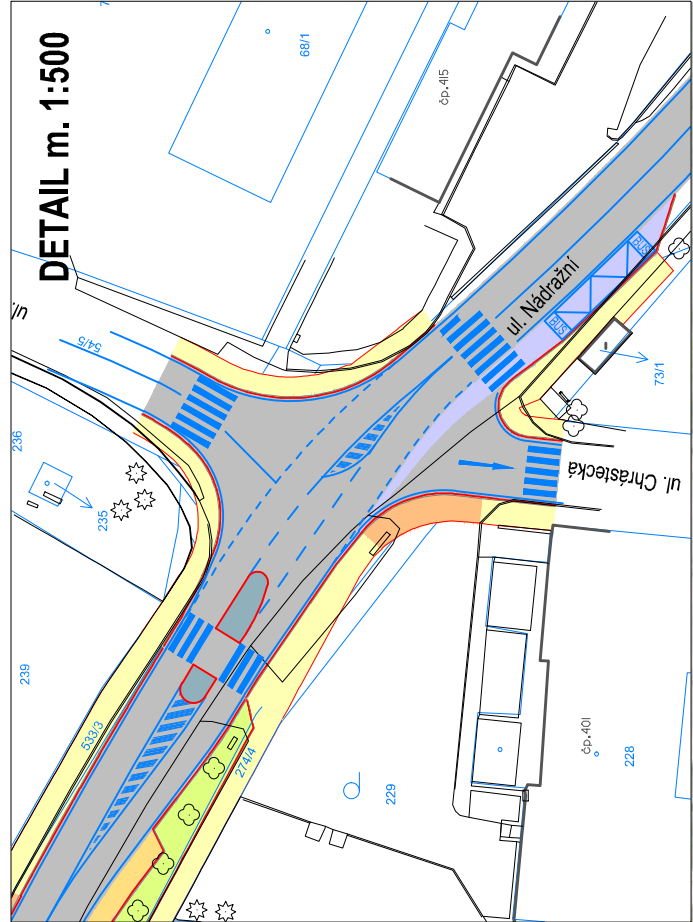 DETAIL m. 1:500
68/1
čp.415
ul.
54/5
236
235
239
533/3
274/4
ul. Nádražní
BUS
BUS
73/1
ul. Chrástecká
čp.401
228
229